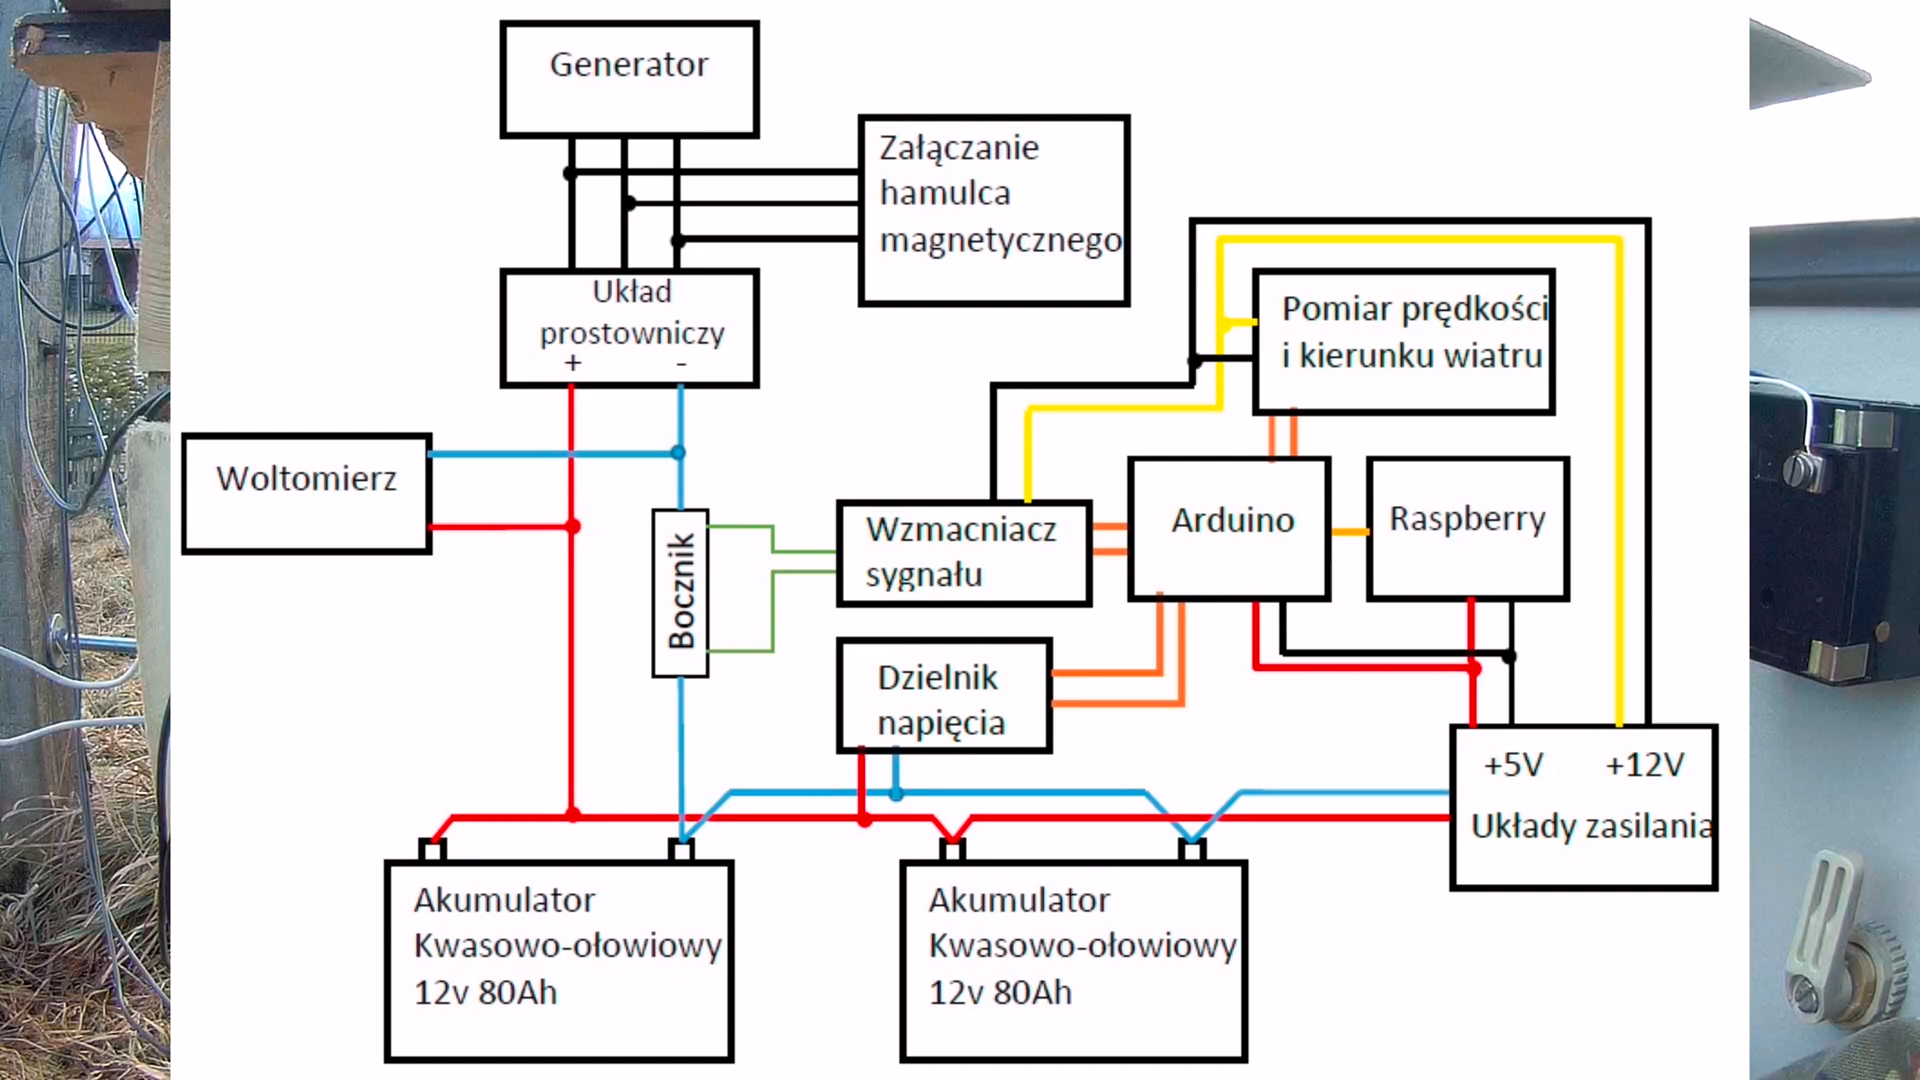 Generator
Załączanie
hamulca
magnetycznego
Układ
prostowniczy
+ -
Pomiar prędkości
i kierunku wiatru
Woltomierz
Bocznik
Wzmacniacz
sygnału
Arduino
Raspberry
Dzielnik
napięcia
+5V +12V
Układy zasilania
Akumulator
Kwasowo-ołowiowy
12v 80Ah
Akumulator
Kwasowo-ołowiowy
12v 80Ah